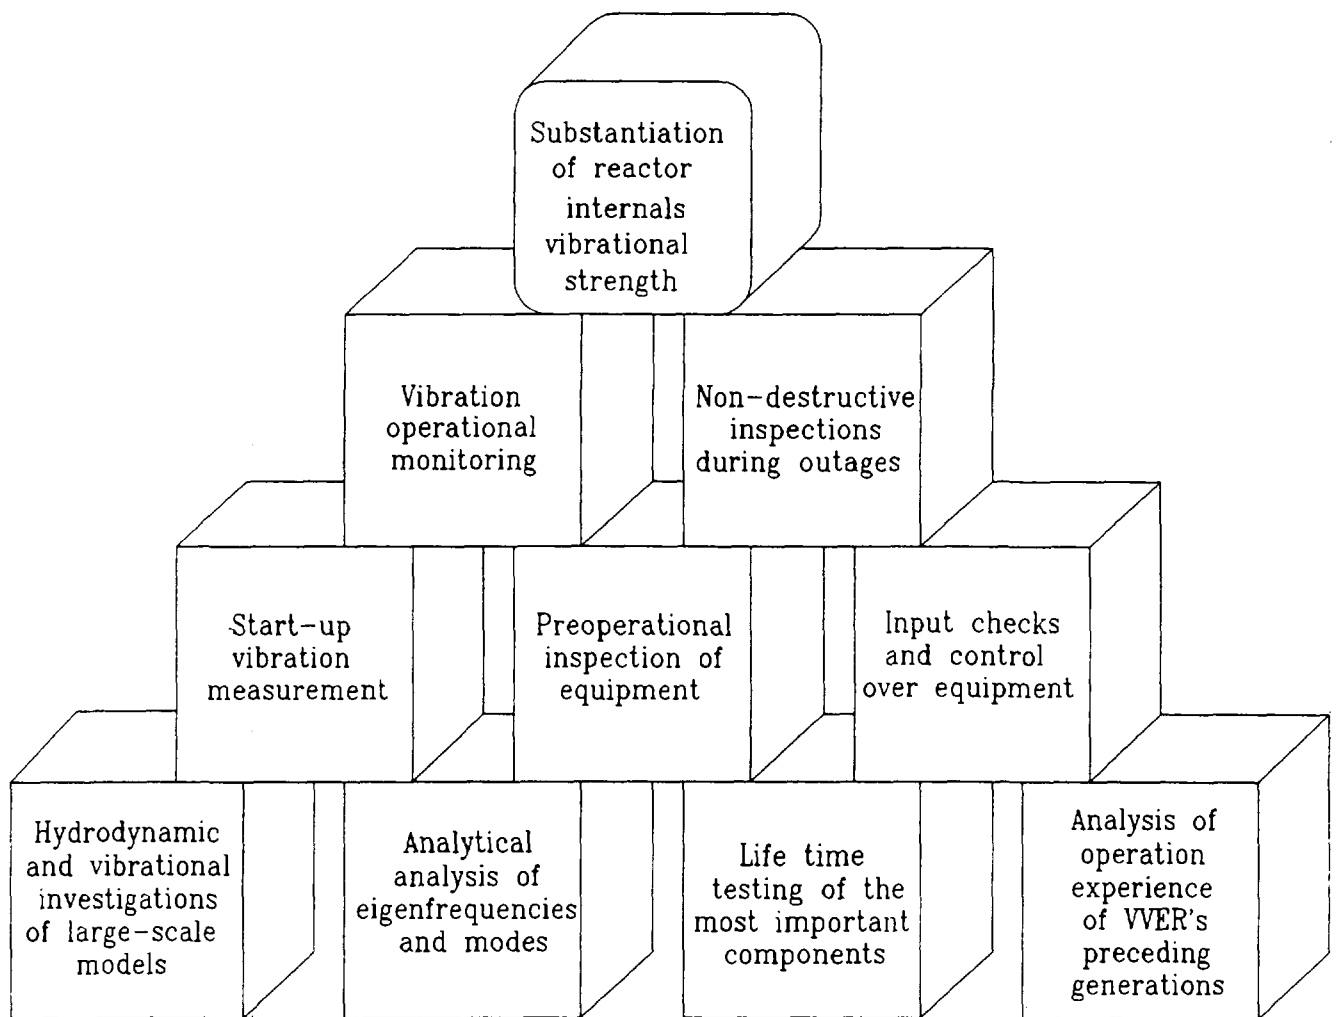 Substantiation
of reactor
internals
vibrational
strength
Vibration
operational
monitoring
Non-destructive
inspections
during outages
Start-up
vibration
measurement
Preoperational
inspection of
equipment
Input checks
and control
over equipment
Hydrodynamic
and vibrational
investigations
of large-scale
models
Analytical
analysis of
eigenfrequencies
and modes
Life time
testing of the
most important
components
Analysis of
operation
experience
of VVER's
preceding
generations